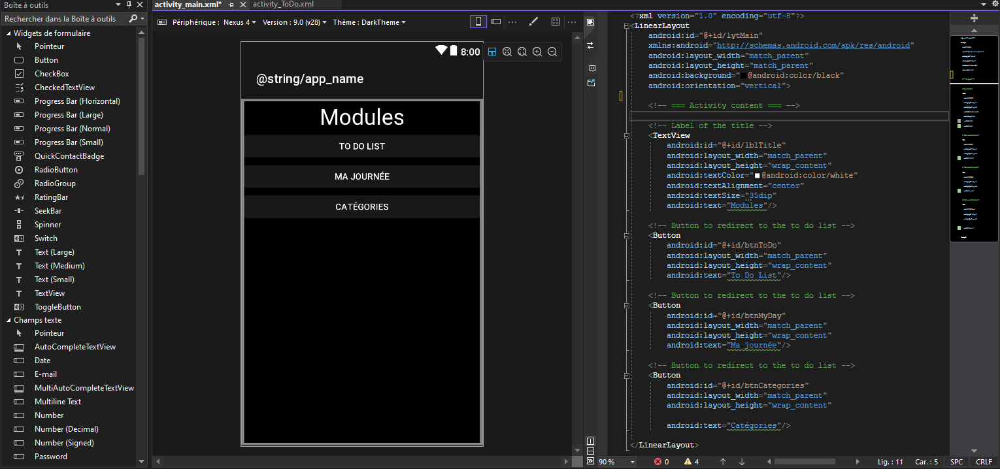 Boîte à outils
Rechercher dans la Boîte à outils
Widgets de formulaire
Pointeur
Button
CheckBox
CheckedTextView
Progress Bar (Horizontal)
Progress Bar (Large)
Progress Bar (Normal)
Progress Bar (Small)
QuickContactBadge
RadioButton
RadioGroup
RatingBar
SeekBar
Spinner
Switch
Text (Large)
Text (Medium)
Text (Small)
TextView
ToggleButton
Champs texte
Pointeur
AutoCompleteTextView
Date
E-mail
MultiAutoCompleteTextView
Multiline Text
Number
Number (Decimal)
Number (Signed)
Password
activity_main.xml* activity_ToDo.xml
Périphérique : Nexus 4 Version : 9.0 (v28) Thème : DarkTheme
8:00
@string/app_name
Modules
TO DO LIST
MA JOURNÉE
CATÉGORIES
<?xml version="1.0" encoding="utf-8"?>
<LinearLayout
android:id="@+id/lytMain"
xmlns:android="http://schemas.android.com/apk/res/android"
android:layout_width="match_parent"
android:layout_height="match_parent"
android:background="@android:color/black"
android:orientation="vertical">
<!-- === Activity content === -->
<!-- Label of the title -->
<TextView
android:id="@+id/lblTitle"
android:layout_width="match_parent"
android:layout_height="wrap_content"
android:textColor="@android:color/white"
android:textAlignment="center"
android:textSize="35dip"
android:text="Modules"/>
<!-- Button to redirect to the to do list -->
<Button
android:id="@+id/btnToDo"
android:layout_width="match_parent"
android:layout_height="wrap_content"
android:text="To Do List"/>
<!-- Button to redirect to the to do list -->
<Button
android:id="@+id/btnMyDay"
android:layout_width="match_parent"
android:layout_height="wrap_content"
android:text="Ma journée"/>
<!-- Button to redirect to the to do list -->
<Button
android:id="@+id/btnCategories"
android:layout_width="match_parent"
android:layout_height="wrap_content"
android:text="Catégories"/>
</LinearLayout>
90 % 0 4 Lig. : 11 Car. : 5 SPC CRLF